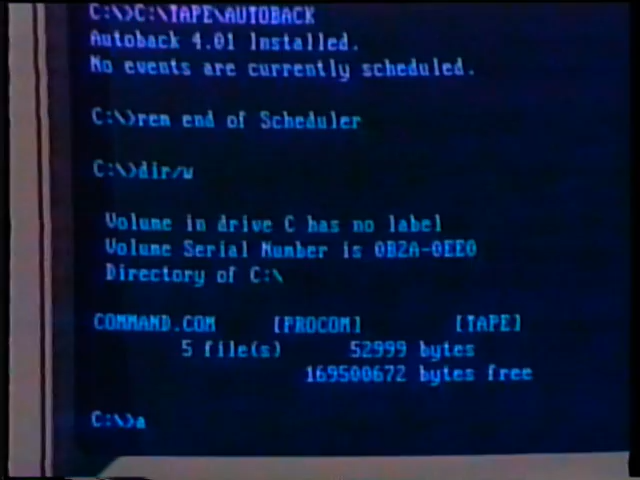 C:\>C:\TAPE\AUTOBACK
Autoback 4.01 Installed.
No events are currently scheduled.
C:\>rem end of Scheduler
C:\>dir/w
Volume in drive C has no label
Volume Serial Number is 0B2A-0EE0
Directory of C:\
COMMAND.COM [PROCOM] [TAPE]
5 file(s) 52999 bytes
169500672 bytes free
C:\>a